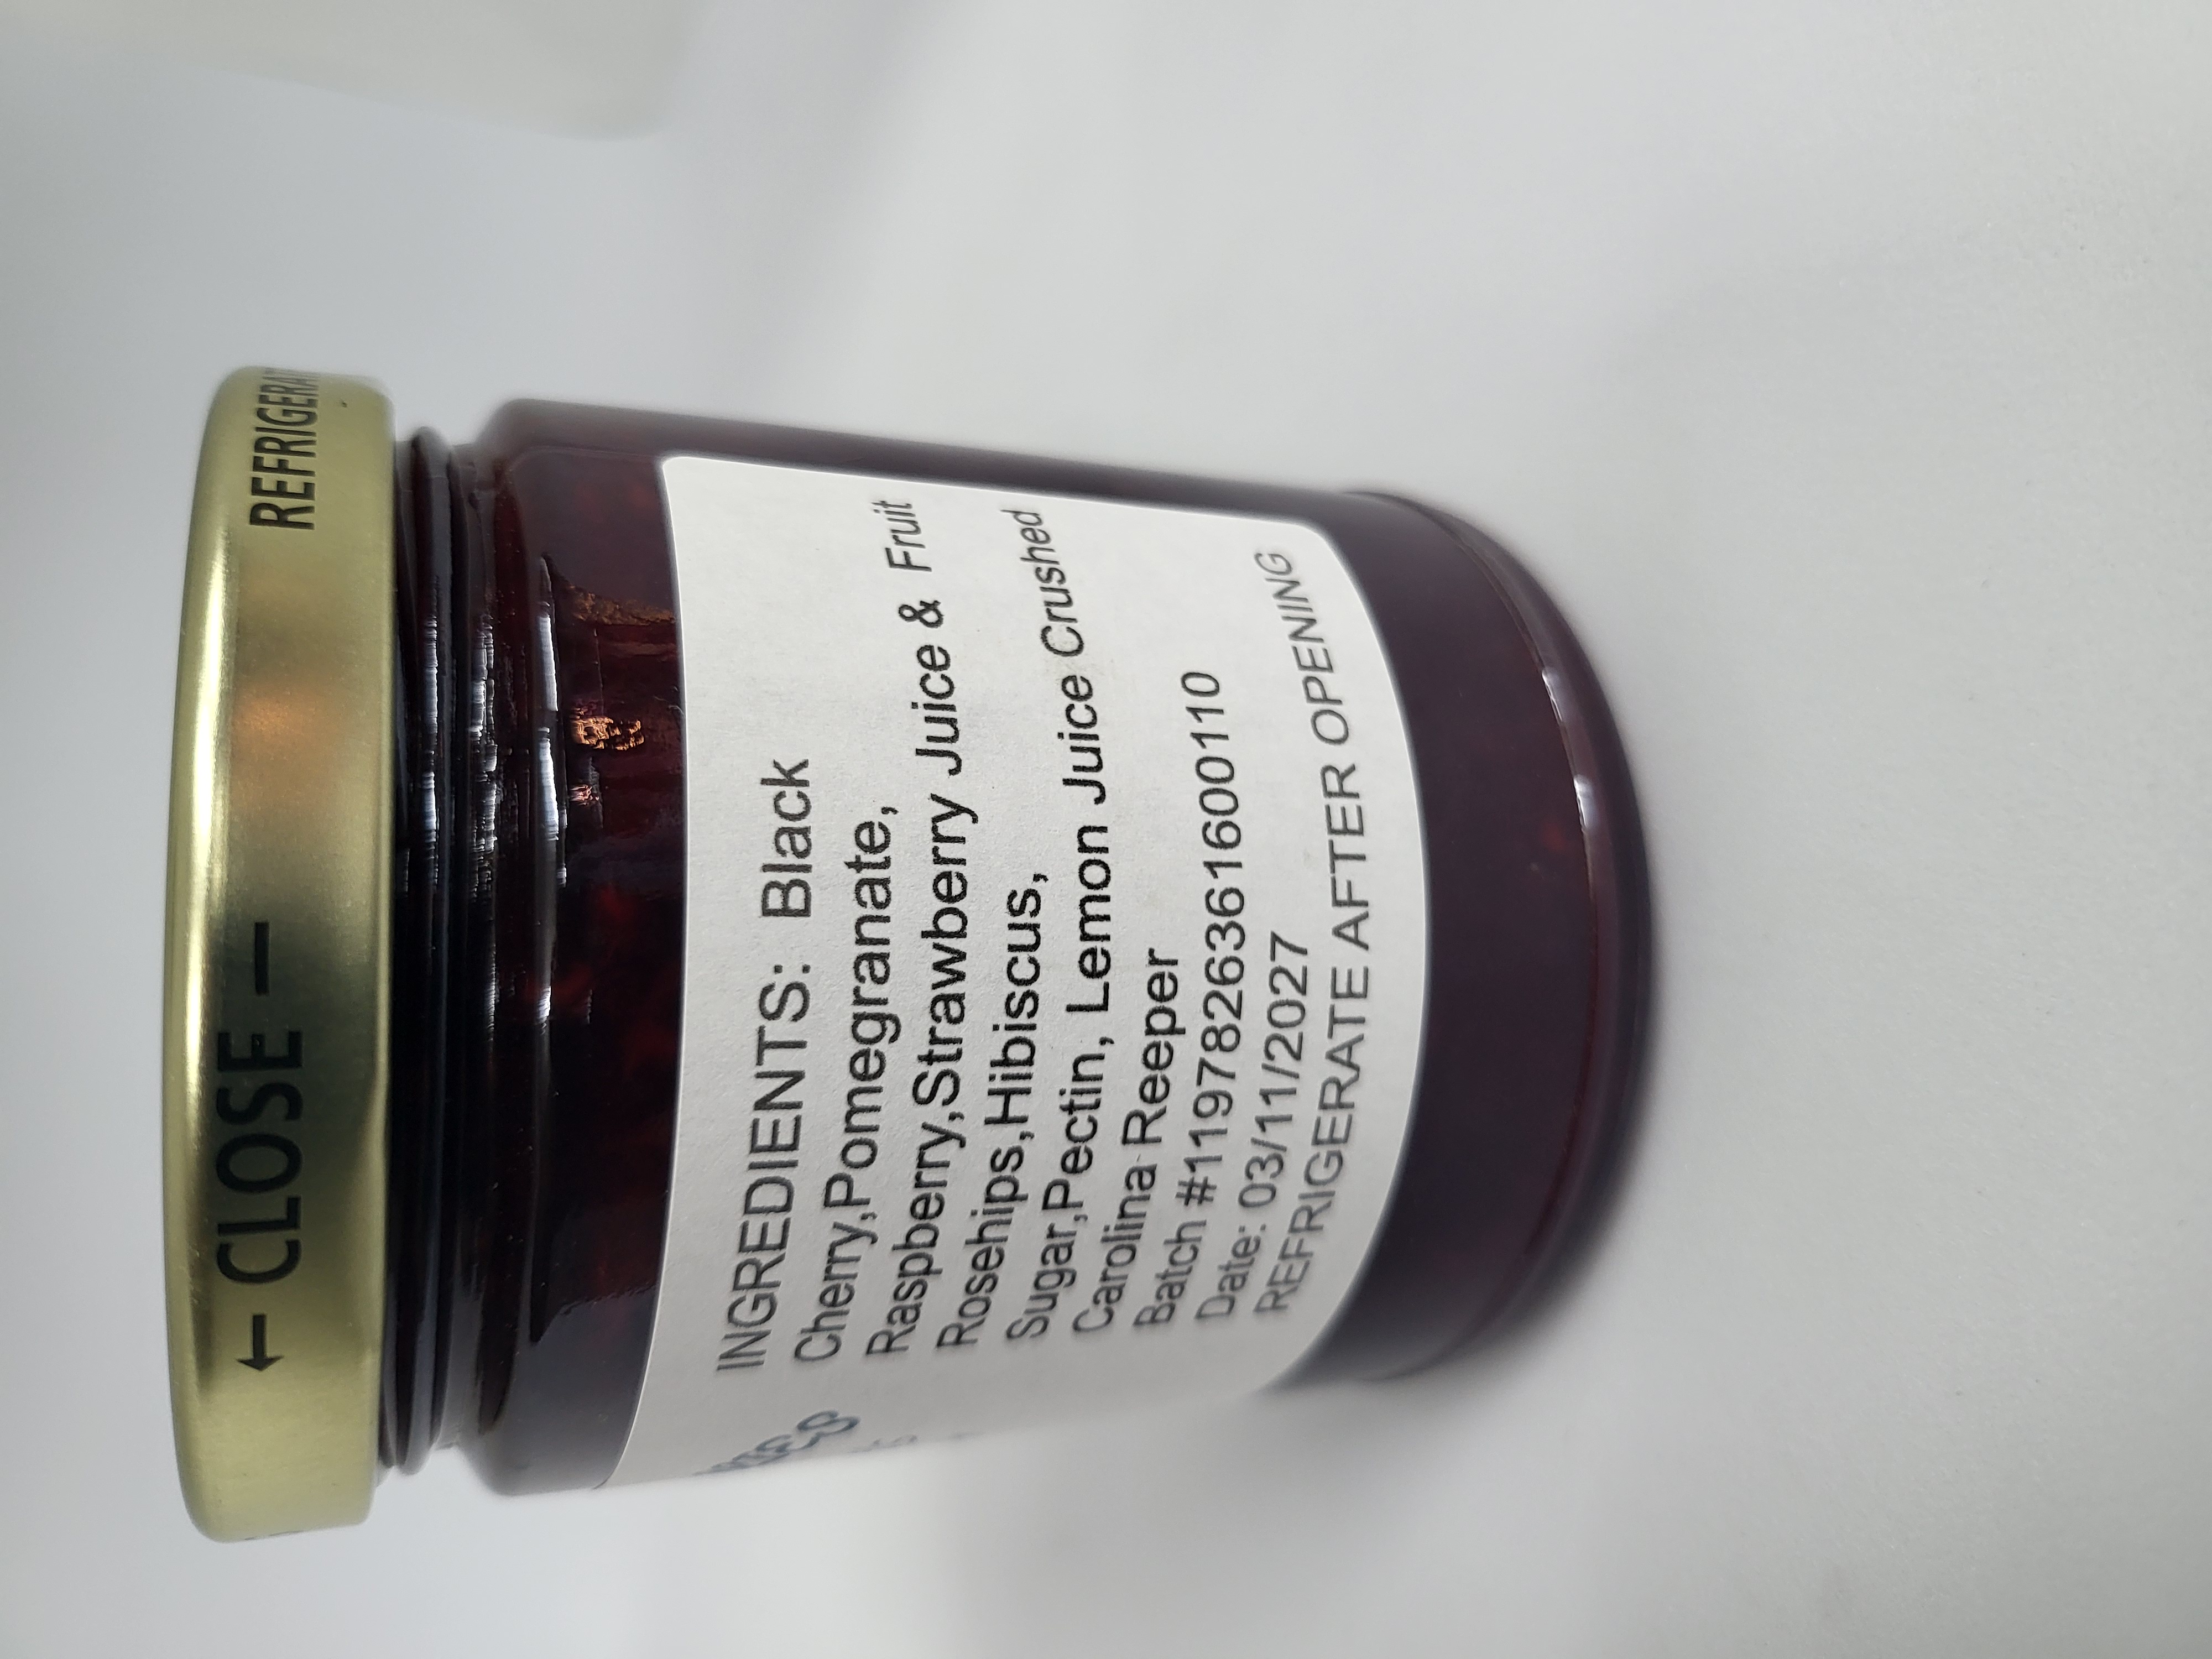 ← CLOSE —
REFRIGERA
INGREDIENTS: Black
Cherry,Pomegranate,
Raspberry,Strawberry Juice & Fruit
Rosehips,Hibiscus,
Sugar,Pectin, Lemon Juice Crushed
Carolina Reeper
Batch #11978263616000110
Date: 03/11/2027
REFRIGERATE AFTER OPENING